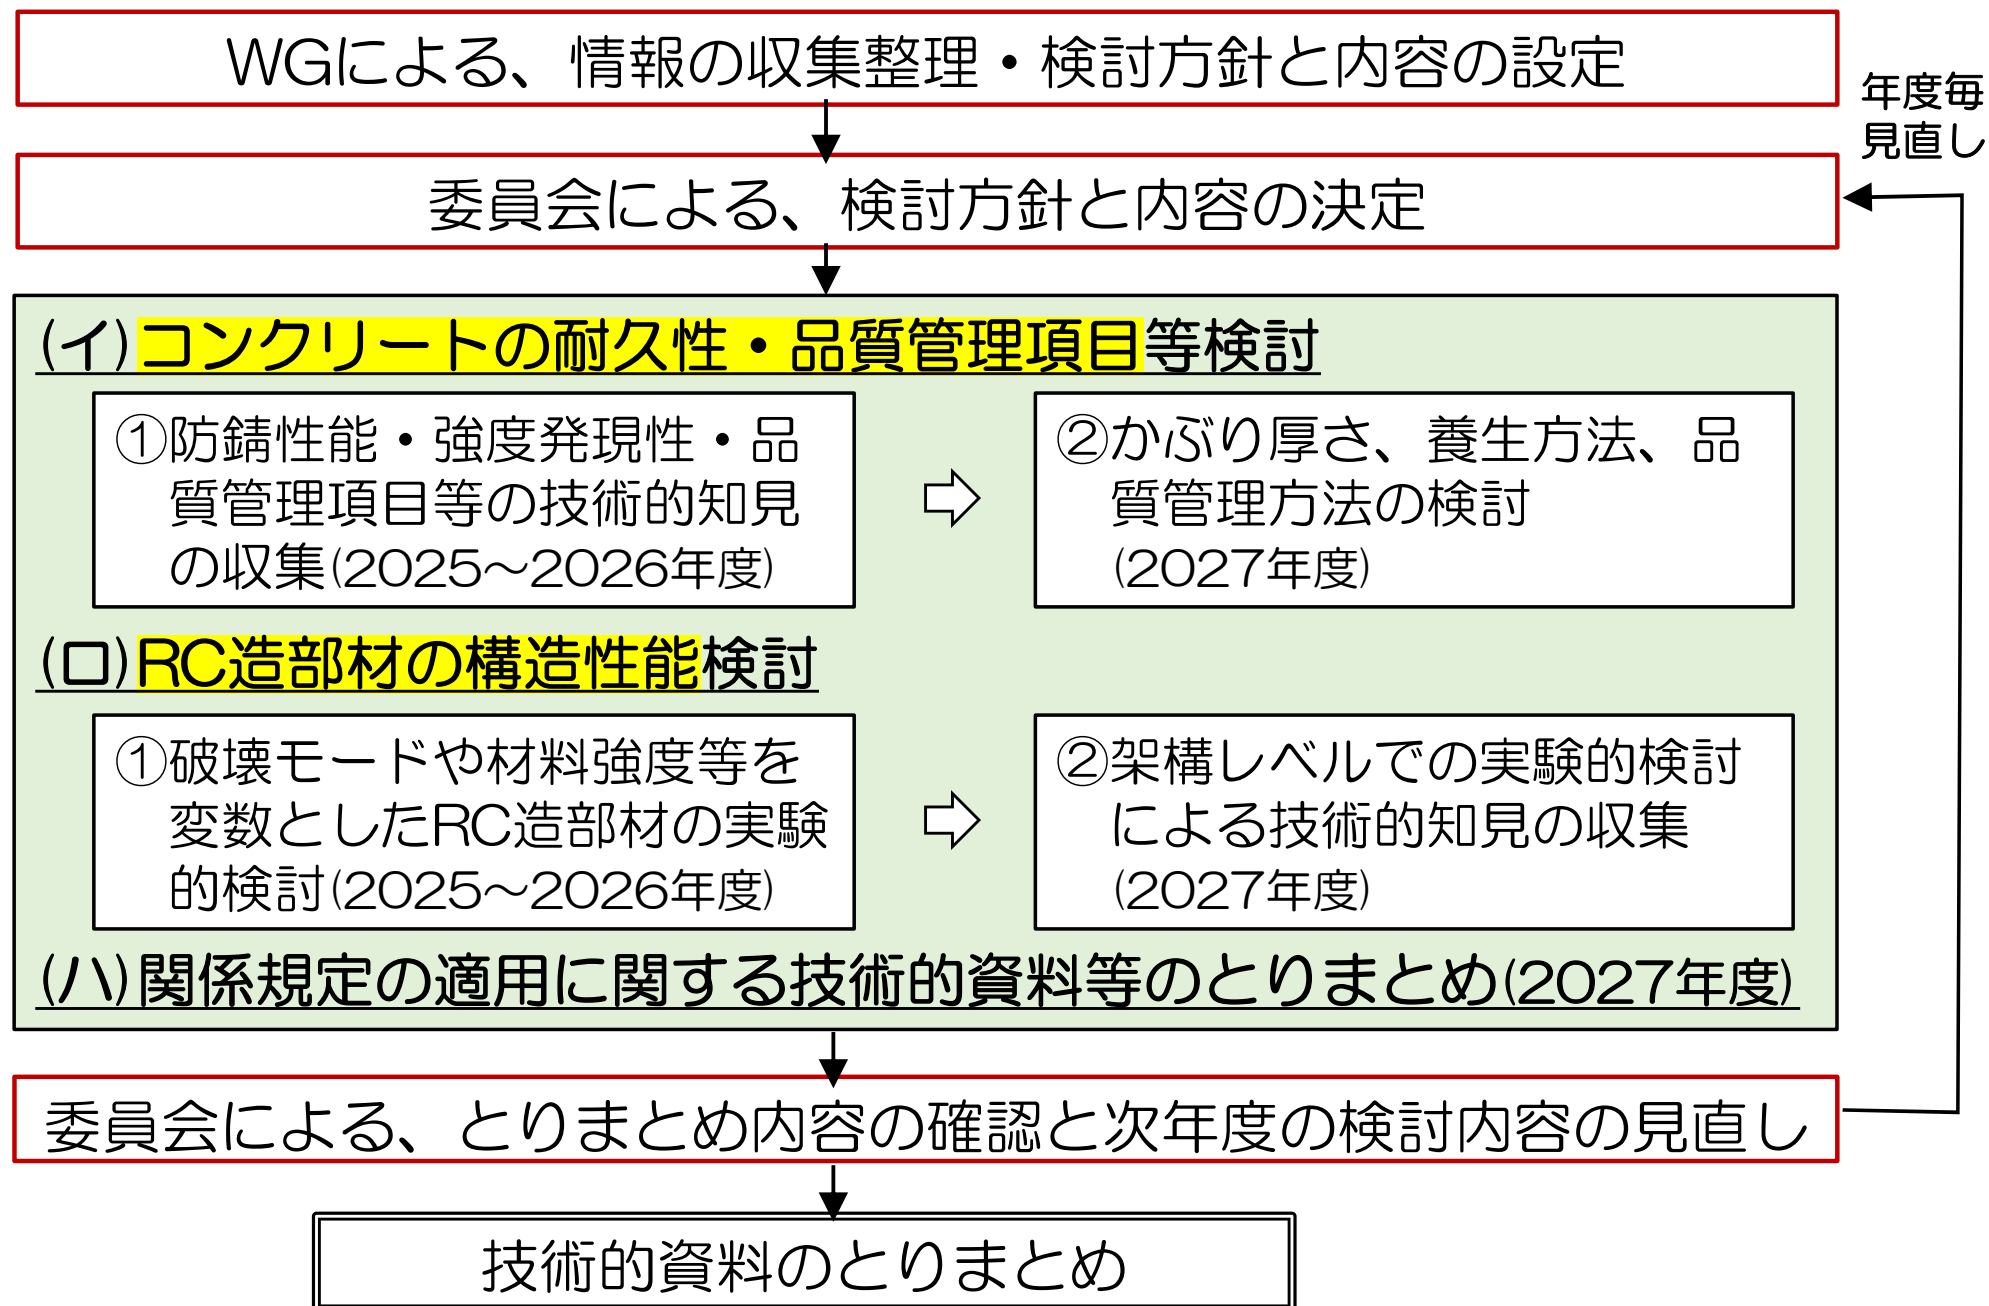 WGによる、情報の収集整理・検討方針と内容の設定
年度毎
見直し
委員会による、検討方針と内容の決定
(イ)コンクリートの耐久性・品質管理項目等検討
①防錆性能・強度発現性・品
質管理項目等の技術的知見
の収集(2025～2026年度)
②かぶり厚さ、養生方法、品
質管理方法の検討
(2027年度)
(ロ)RC造部材の構造性能検討
①破壊モードや材料強度等を
変数としたRC造部材の実験
的検討(2025～2026年度)
②架構レベルでの実験的検討
による技術的知見の収集
(2027年度)
(ハ)関係規定の適用に関する技術的資料等のとりまとめ(2027年度)
委員会による、とりまとめ内容の確認と次年度の検討内容の見直し
技術的資料のとりまとめ